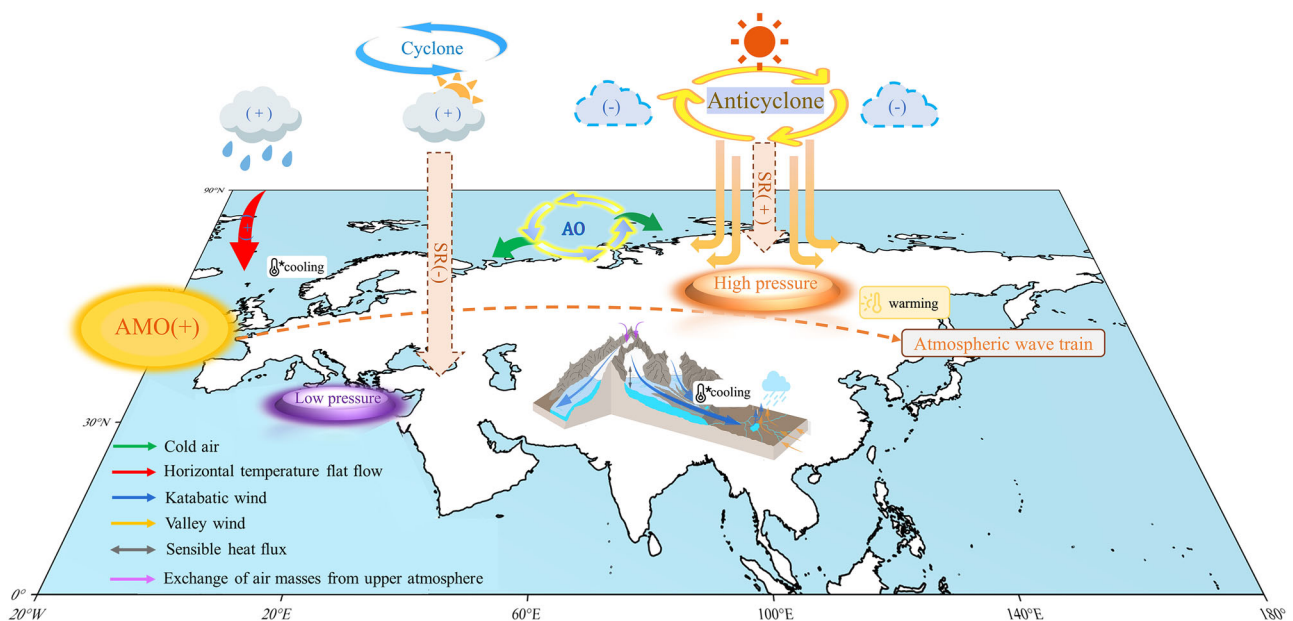 Cyclone
Anticyclone
(+)
(+)
(-)
(-)
SR(-)
SR(+)
90°N
AO
*cooling
High pressure
warming
AMO(+)
Atmospheric wave train
Low pressure
*cooling
30°N
Cold air
Horizontal temperature flat flow
Katabatic wind
Valley wind
Sensible heat flux
Exchange of air masses from upper atmosphere
0°
20°W
20°E
60°E
100°E
140°E
180°